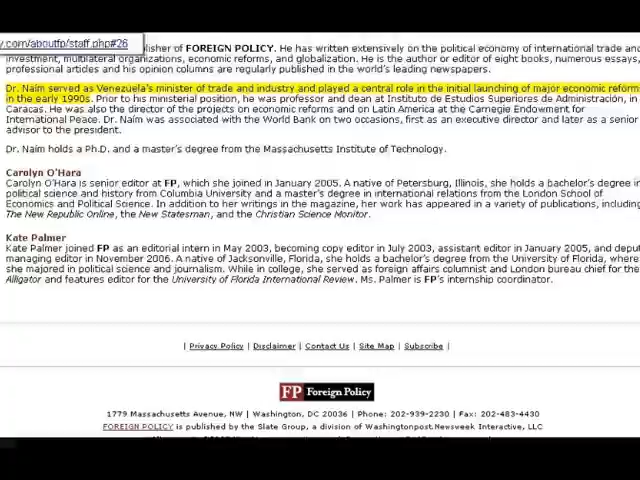 y.com/aboutfp/staff.php#26
lisher of FOREIGN POLICY. He has written extensively on the political economy of international trade and
investment, multilateral organizations, economic reforms, and globalization. He is the author or editor of eight books, numerous essays,
professional articles and his opinion columns are regularly published in the world's leading newspapers.
Dr. Naím served as Venezuela's minister of trade and industry and played a central role in the initial launching of major economic reforms
in the early 1990s. Prior to his ministerial position, he was professor and dean at Instituto de Estudios Superiores de Administración, in
Caracas. He was also the director of the projects on economic reforms and on Latin America at the Carnegie Endowment for
International Peace. Dr. Naím was associated with the World Bank on two occasions, first as an executive director and later as a senior
advisor to the president.
Dr. Naím holds a Ph.D. and a master's degree from the Massachusetts Institute of Technology.
Carolyn O'Hara
Carolyn O'Hara is senior editor at FP, which she joined in January 2005. A native of Petersburg, Illinois, she holds a bachelor's degree in
political science and history from Columbia University and a master's degree in international relations from the London School of
Economics and Political Science. In addition to her writings in the magazine, her work has appeared in a variety of publications, including
The New Republic Online, the New Statesman, and the Christian Science Monitor.
Kate Palmer
Kate Palmer joined FP as an editorial intern in May 2003, becoming copy editor in July 2003, assistant editor in January 2005, and deput
managing editor in November 2006. A native of Jacksonville, Florida, she holds a bachelor's degree from the University of Florida, where
she majored in political science and journalism. While in college, she served as foreign affairs columnist and London bureau chief for the
Alligator and features editor for the University of Florida International Review. Ms. Palmer is FP's internship coordinator.
| Privacy Policy | Disclaimer | Contact Us | Site Map | Subscribe |
FP Foreign Policy
1779 Massachusetts Avenue, NW | Washington, DC 20036 | Phone: 202-939-2230 | Fax: 202-483-4430
FOREIGN POLICY is published by the Slate Group, a division of Washingtonpost.Newsweek Interactive, LLC